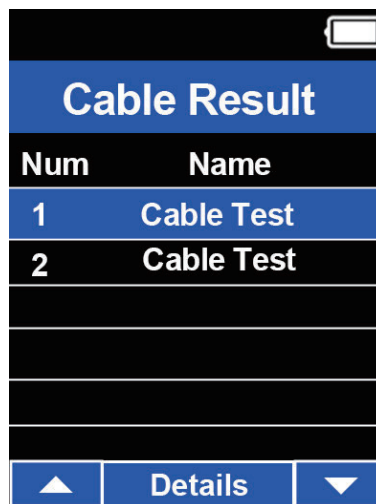 Cable Result
Num Name
1 Cable Test
2 Cable Test
Details